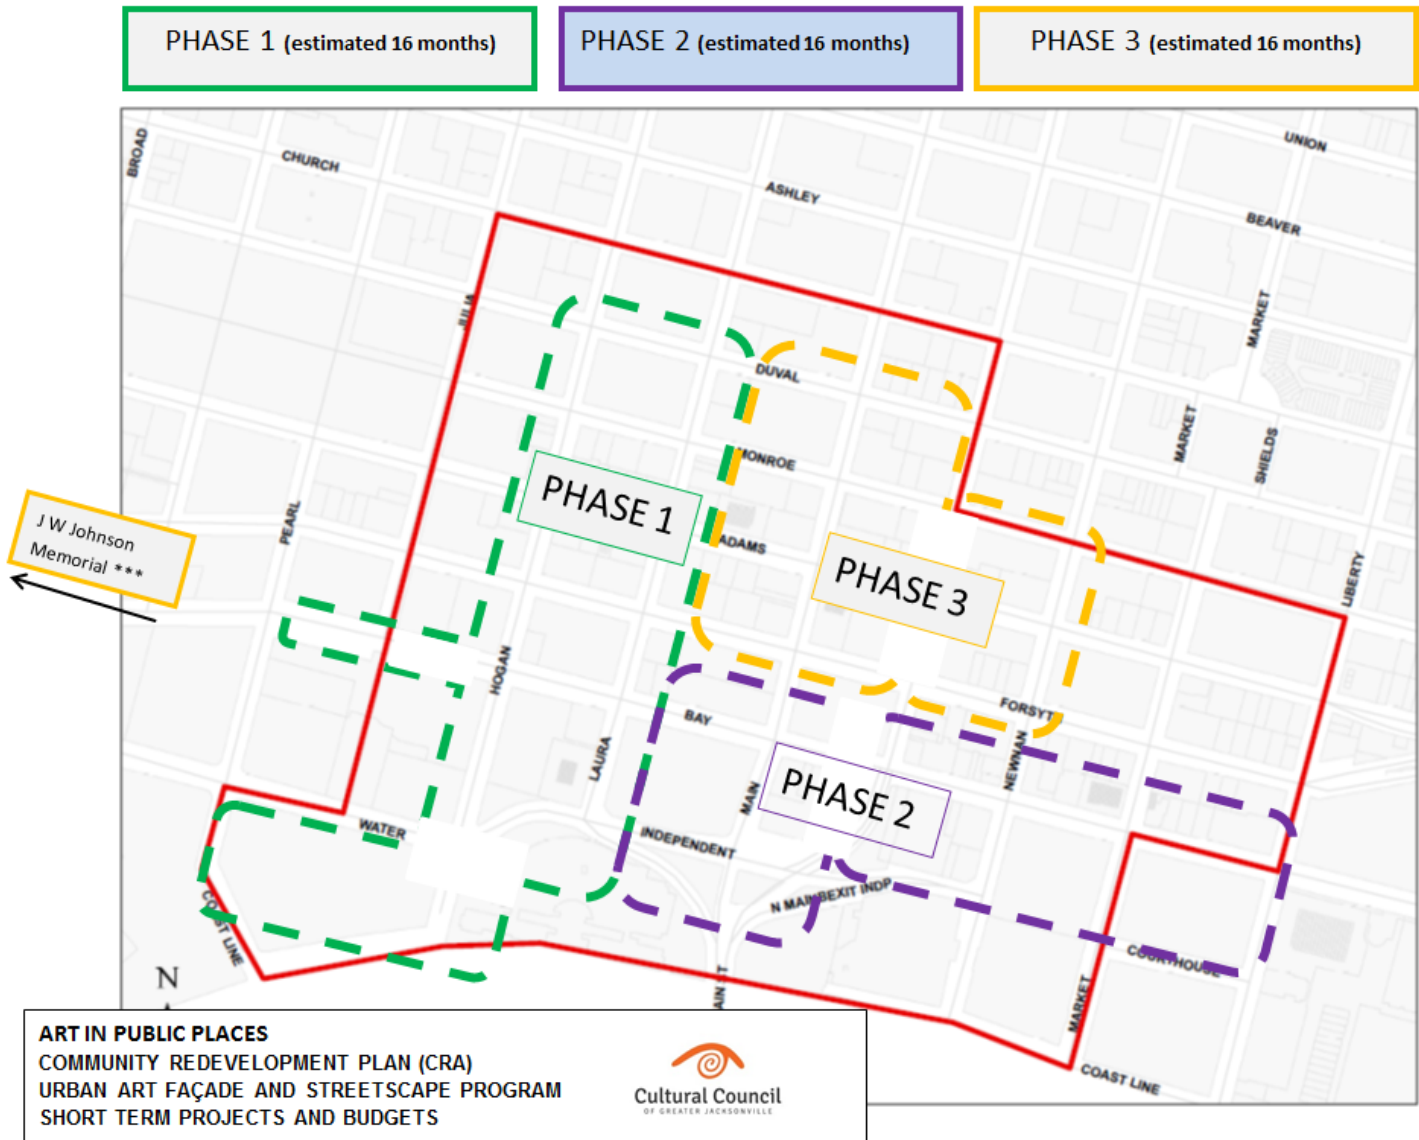 PHASE 1 (estimated 16 months)
PHASE 2 (estimated 16 months)
PHASE 3 (estimated 16 months)
BROAD
CHURCH
ASHLEY
UNION
BEAVER
MARKET
JULIA
DUVAL
MONROE
MARKET
SHIELDS
PEARL
PHASE 1
ADAMS
PHASE 3
LIBERTY
J W Johnson
Memorial ***
HOGAN
FORSYT
BAY
LAURA
MAIN
NEWNAN
PHASE 2
WATER
INDEPENDENT
N MAIN
EXIT INDP
COAST LINE
COURTHOUSE
AIN ST
MARKET
COAST LINE
N
ART IN PUBLIC PLACES
COMMUNITY REDEVELOPMENT PLAN (CRA)
URBAN ART FAÇADE AND STREETSCAPE PROGRAM
SHORT TERM PROJECTS AND BUDGETS
Cultural Council
OF GREATER JACKSONVILLE